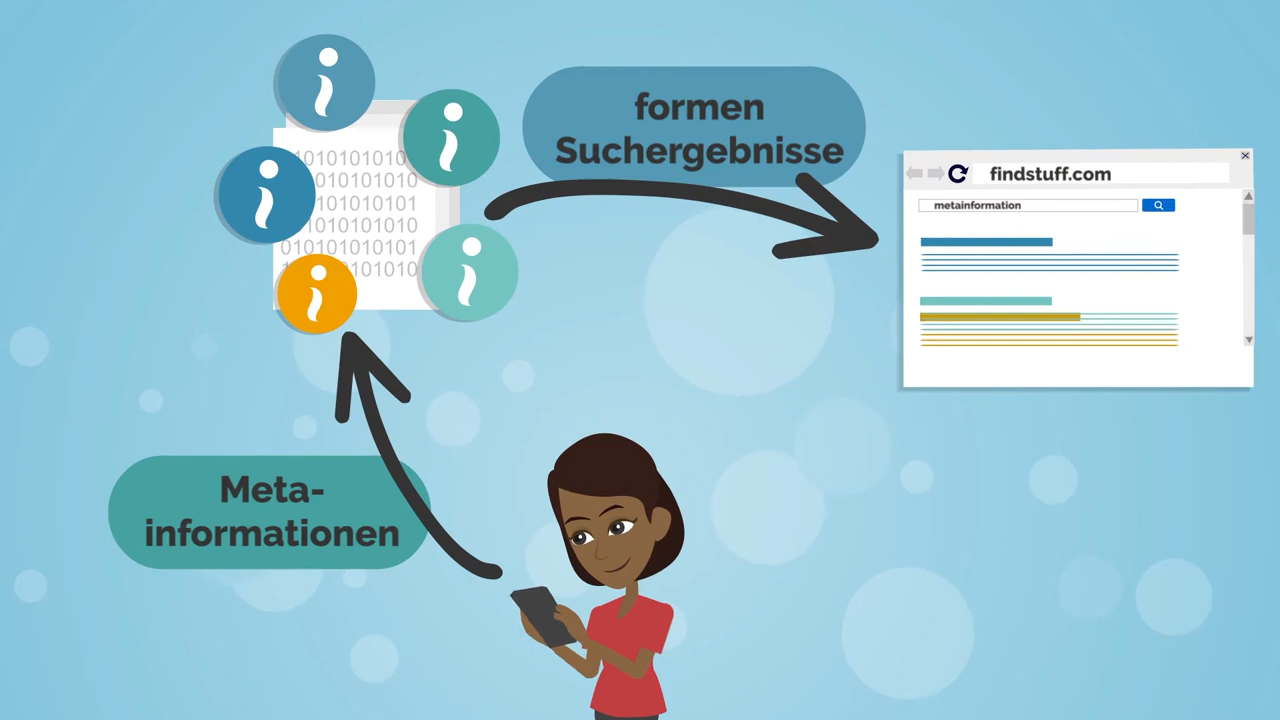 formen
Suchergebnisse
findstuff.com
metainformation
Meta-
informationen